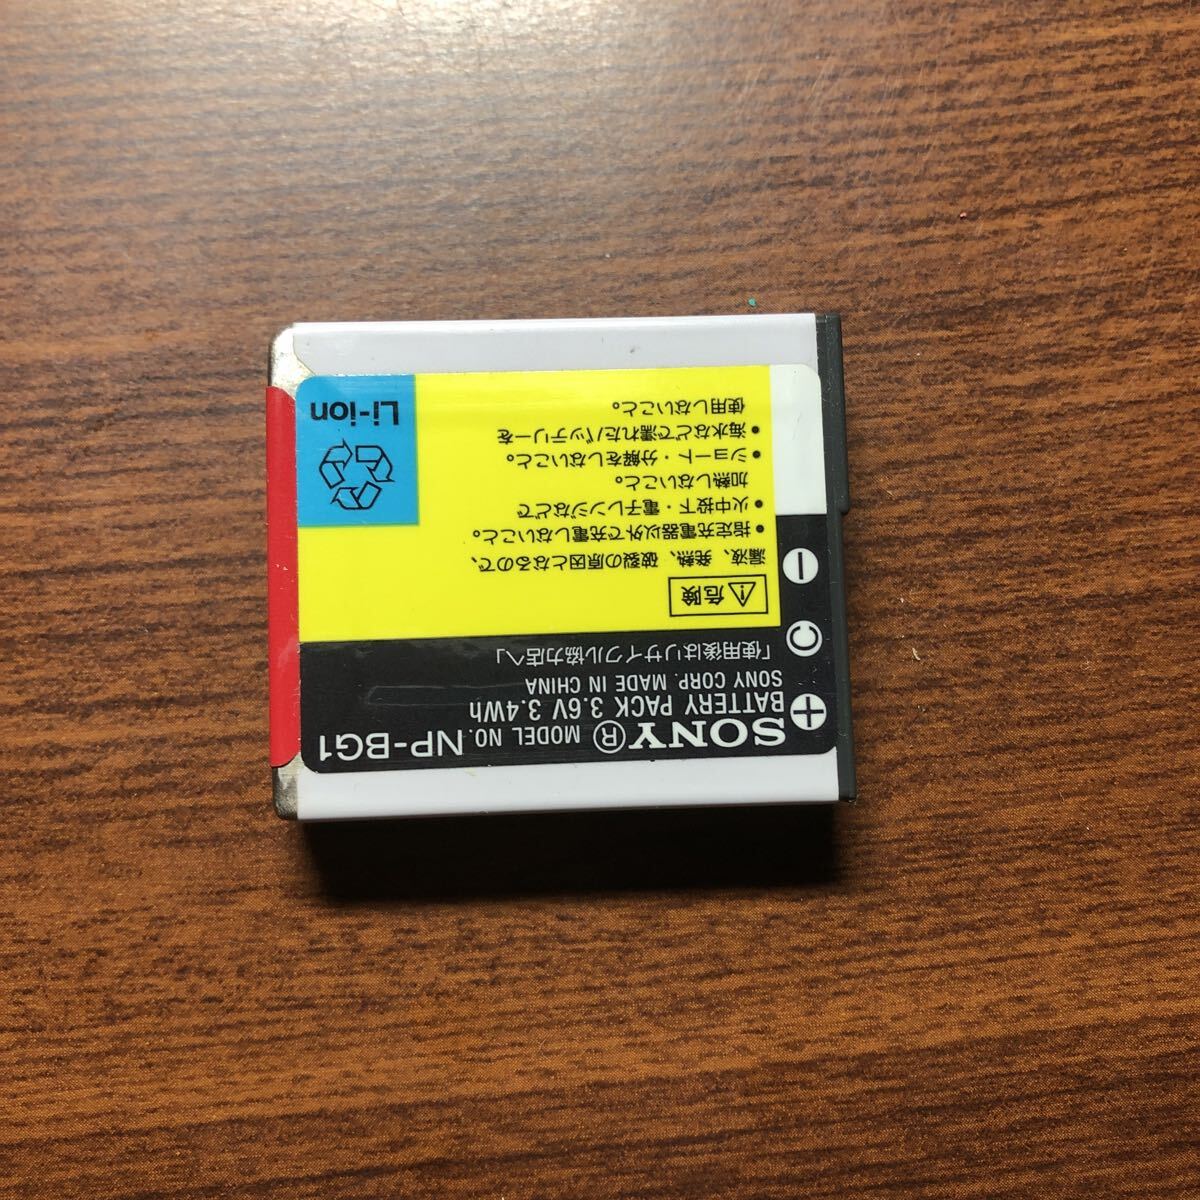 SONY® MODEL NO. NP-BG1
BATTERY PACK 3.6V 3.4Wh
SONY CORP. MADE IN CHINA
「使用後はリサイクル協力店へ」
⚠危険
漏液、発熱、破裂の原因となるので、
•指定充電器以外で充電しないこと。
•火中投下・電子レンジなどで
加熱しないこと。
•ショート・分解をしないこと。
•海水などで濡れたバッテリーを
使用しないこと。
Li-ion
+
C
-